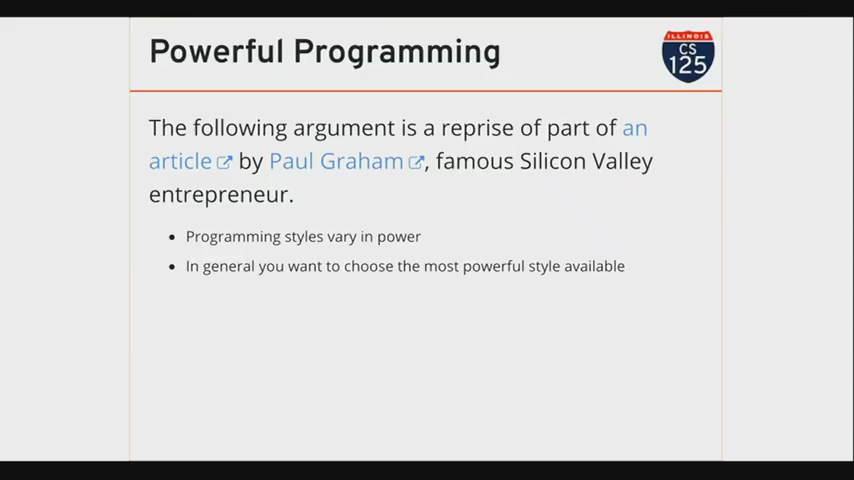 Powerful Programming
ILLINOIS
CS
125
The following argument is a reprise of part of an
article by Paul Graham, famous Silicon Valley
entrepreneur.
• Programming styles vary in power
• In general you want to choose the most powerful style available